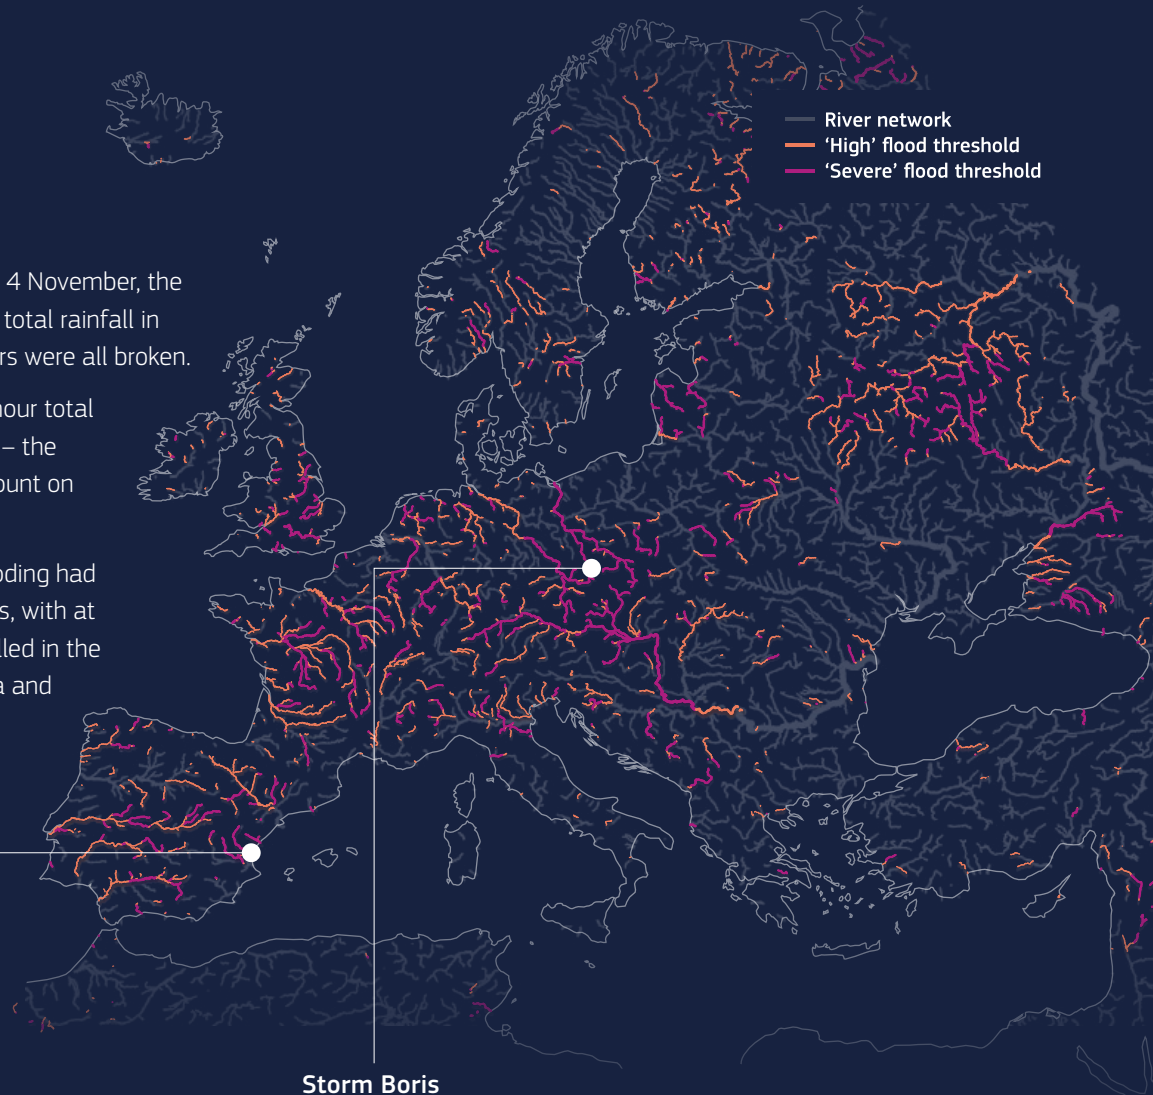 River network
‘High’ flood threshold
‘Severe’ flood threshold
4 November, the
total rainfall in
rs were all broken.
hour total
– the
ount on
oding had
s, with at
lled in the
a and
Storm Boris